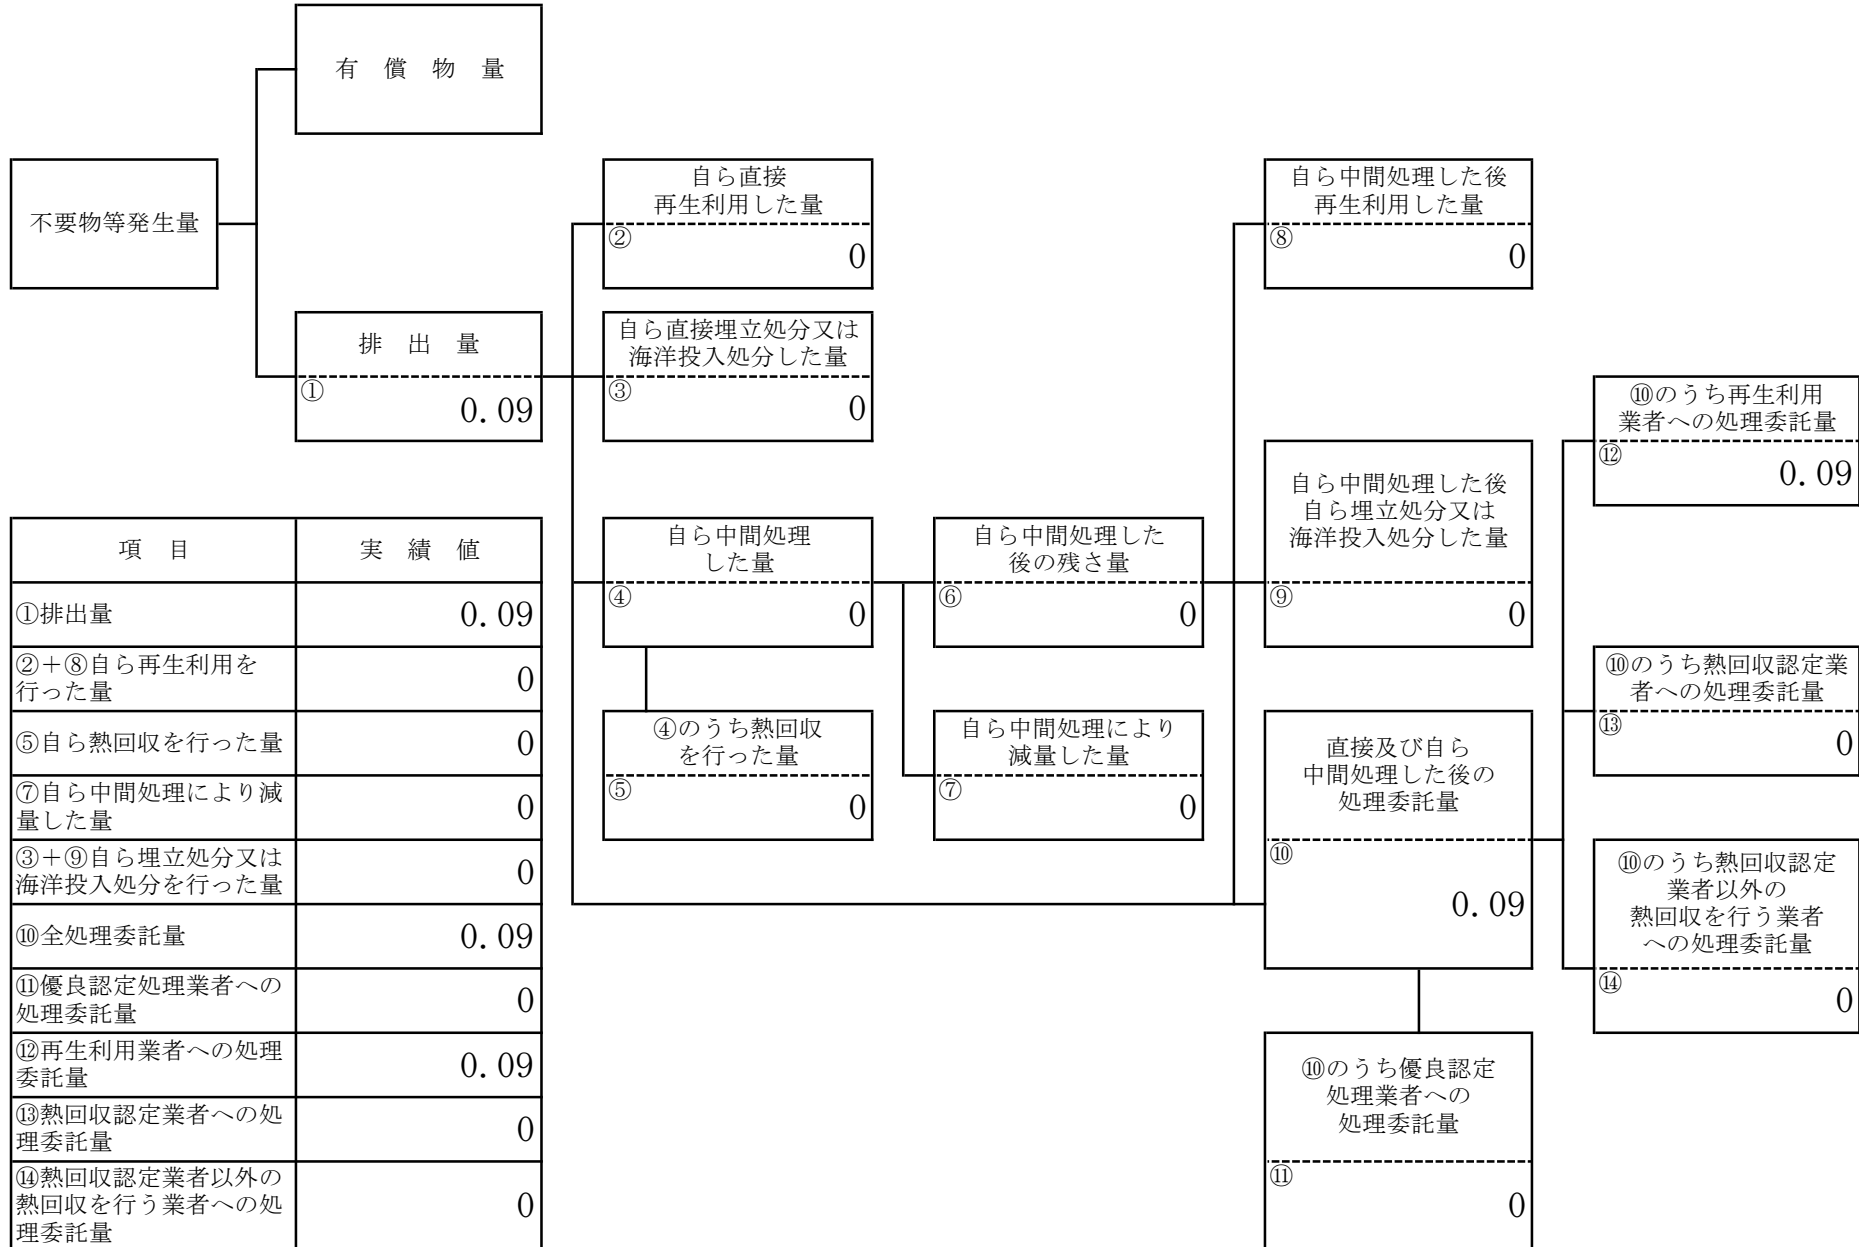 有 償 物 量
不要物等発生量
排 出 量
①
0.09
自ら直接
再生利用した量
②
0
自ら直接埋立処分又は
海洋投入処分した量
③
0
自ら中間処理
した量
④
0
④のうち熱回収
を行った量
⑤
0
自ら中間処理した
後の残さ量
⑥
0
自ら中間処理により
減量した量
⑦
0
自ら中間処理した後
再生利用した量
⑧
0
自ら中間処理した後
自ら埋立処分又は
海洋投入処分した量
⑨
0
直接及び自ら
中間処理した後の
処理委託量
⑩
0.09
⑩のうち優良認定
処理業者への
処理委託量
⑪
0
⑩のうち再生利用
業者への処理委託量
⑫
0.09
⑩のうち熱回収認定業
者への処理委託量
⑬
0
⑩のうち熱回収認定
業者以外の
熱回収を行う業者
への処理委託量
⑭
0
項 目
実 績 値
①排出量
0.09
②+⑧自ら再生利用を
行った量
0
⑤自ら熱回収を行った量
0
⑦自ら中間処理により減
量した量
0
③+⑨自ら埋立処分又は
海洋投入処分を行った量
0
⑩全処理委託量
0.09
⑪優良認定処理業者への
処理委託量
0
⑫再生利用業者への処理
委託量
0.09
⑬熱回収認定業者への処
理委託量
0
⑭熱回収認定業者以外の
熱回収を行う業者への処
理委託量
0